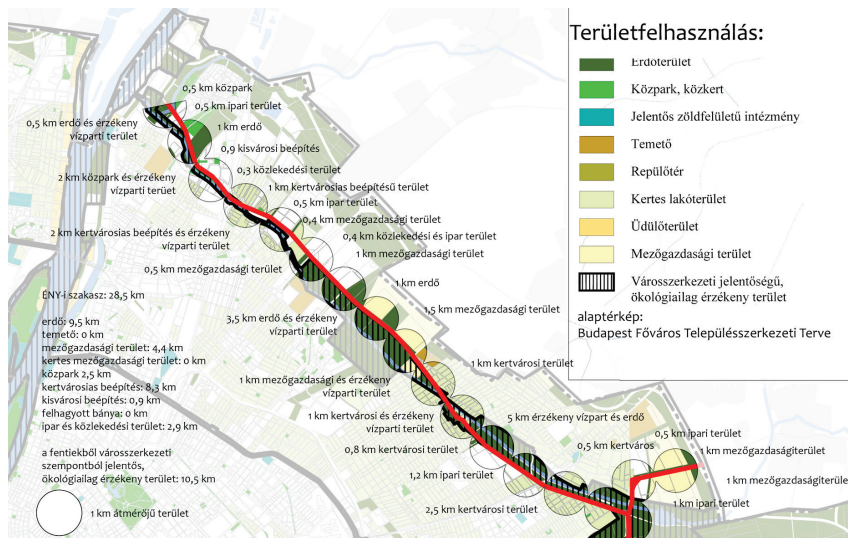 Területfelhasználás:
Erdőterület
Közpark, közkert
Jelentős zöldfelületű intézmény
Temető
Repülőtér
Kertes lakóterület
Üdülőterület
Mezőgazdasági terület
Városszerkezeti jelentőségű,
ökológiailag érzékeny terület
alaptérkép:
Budapest Főváros Településszerkezeti Terve
0,5 km közpark
0,5 km ipari terület
0,5 km erdő és érzékeny
vízparti terület
1 km erdő
0,9 kisvárosi beépítés
0,3 közlekedési terület
2 km közpark és érzékeny
vízparti terüet
1 km kertvárosias beépítésű terület
0,5 km ipar terület
0,4 km mezőgazdasági terület
2 km kertvárosias beépítés és érzékeny
vízparti terület
0,4 km közlekedési és ipar terület
1 km mezőgazdasági terület
0,5 km mezőgazdasági terület
1 km erdő
1,5 km mezőgazdasági terület
3,5 km erdő és érzékeny
vízparti terület
1 km kertvárosi terület
1 km mezőgazdasági és érzékeny
vízparti terület
1 km kertvárosi és érzékeny
vízparti terület
5 km érzékeny vízpart és erdő
0,8 km kertvárosi terület
0,5 km kertváros
0,5 km ipari terület
1 km mezőgazdaságiterület
1,2 km ipari terület
1 km mezőgazdaságiterüle
1 km ipari terület
2,5 km kertvárosi terület
ÉNY-i szakasz: 28,5 km
erdő: 9,5 km
temető: 0 km
mezőgazdasági terület: 4,4 km
kertes mezőgazdasági terület: 0 km
közpark 2,5 km
kertvárosias beépítés: 8,3 km
kisvárosi beépítés: 0,9 km
felhagyott bánya: 0 km
ipar és közlekedési terület: 2,9 km
a fentiekből városszerkezeti
szempontból jelentős,
ökológiailag érzékeny terület: 10,5 km
1 km átmérőjű terület